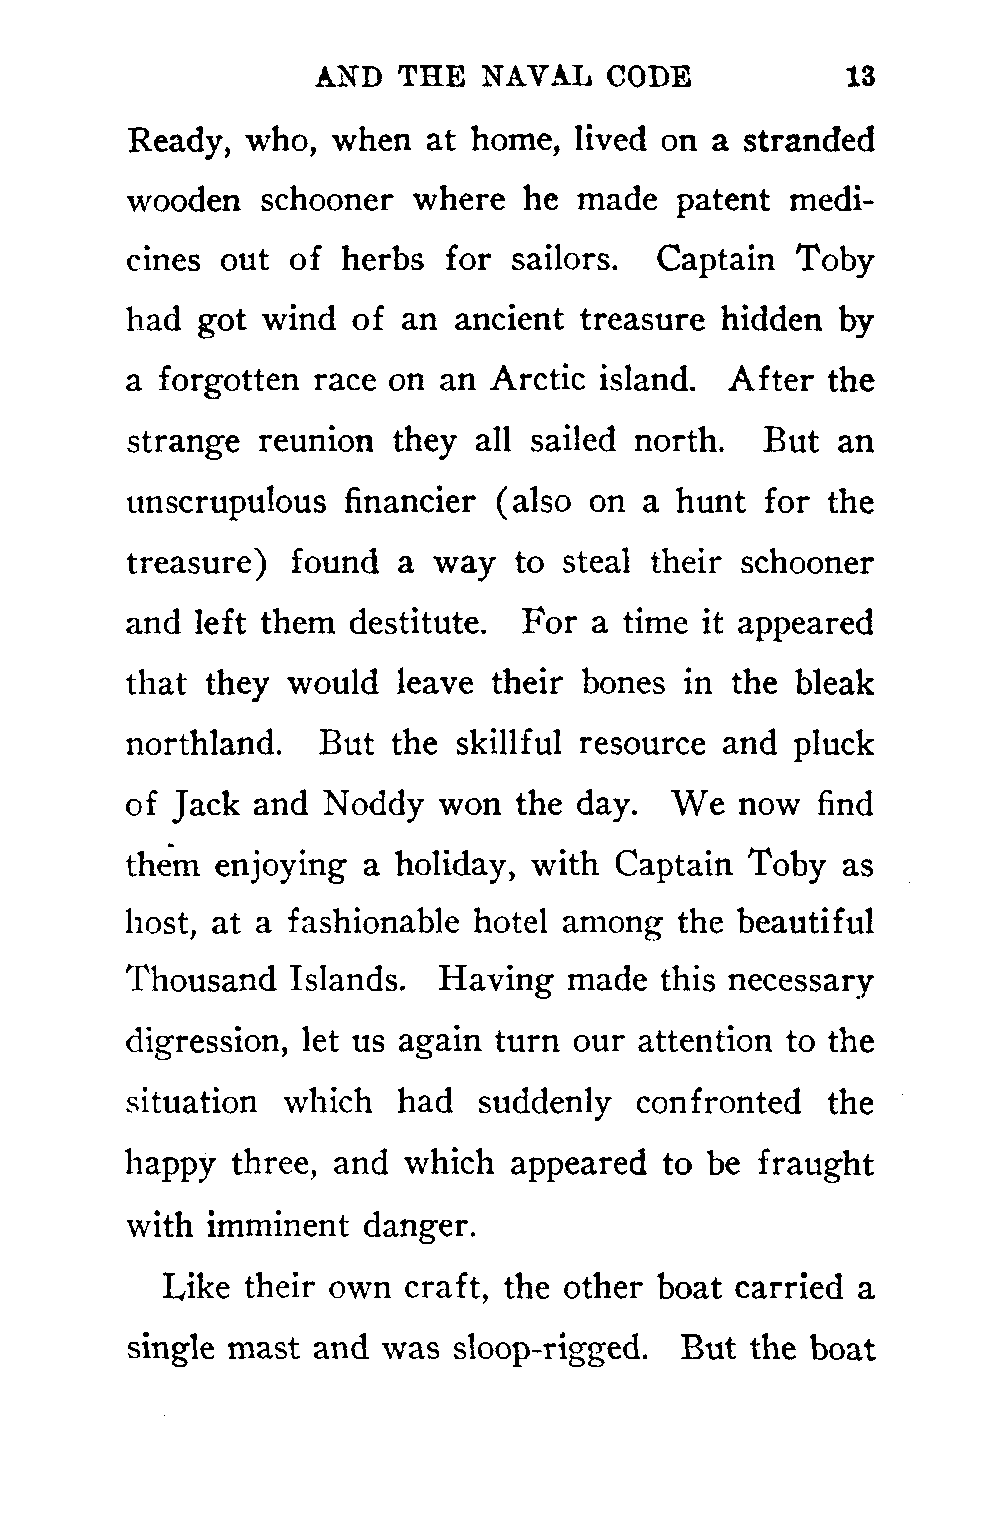 AND THE NAVAL CODE 13
Ready, who, when at home, lived on a stranded
wooden schooner where he made patent medi-
cines out of herbs for sailors. Captain Toby
had got wind of an ancient treasure hidden by
a forgotten race on an Arctic island. After the
strange reunion they all sailed north. But an
unscrupulous financier (also on a hunt for the
treasure) found a way to steal their schooner
and left them destitute. For a time it appeared
that they would leave their bones in the bleak
northland. But the skillful resource and pluck
of Jack and Noddy won the day. We now find
them enjoying a holiday, with Captain Toby as
host, at a fashionable hotel among the beautiful
Thousand Islands. Having made this necessary
digression, let us again turn our attention to the
situation which had suddenly confronted the
happy three, and which appeared to be fraught
with imminent danger.
Like their own craft, the other boat carried a
single mast and was sloop-rigged. But the boat